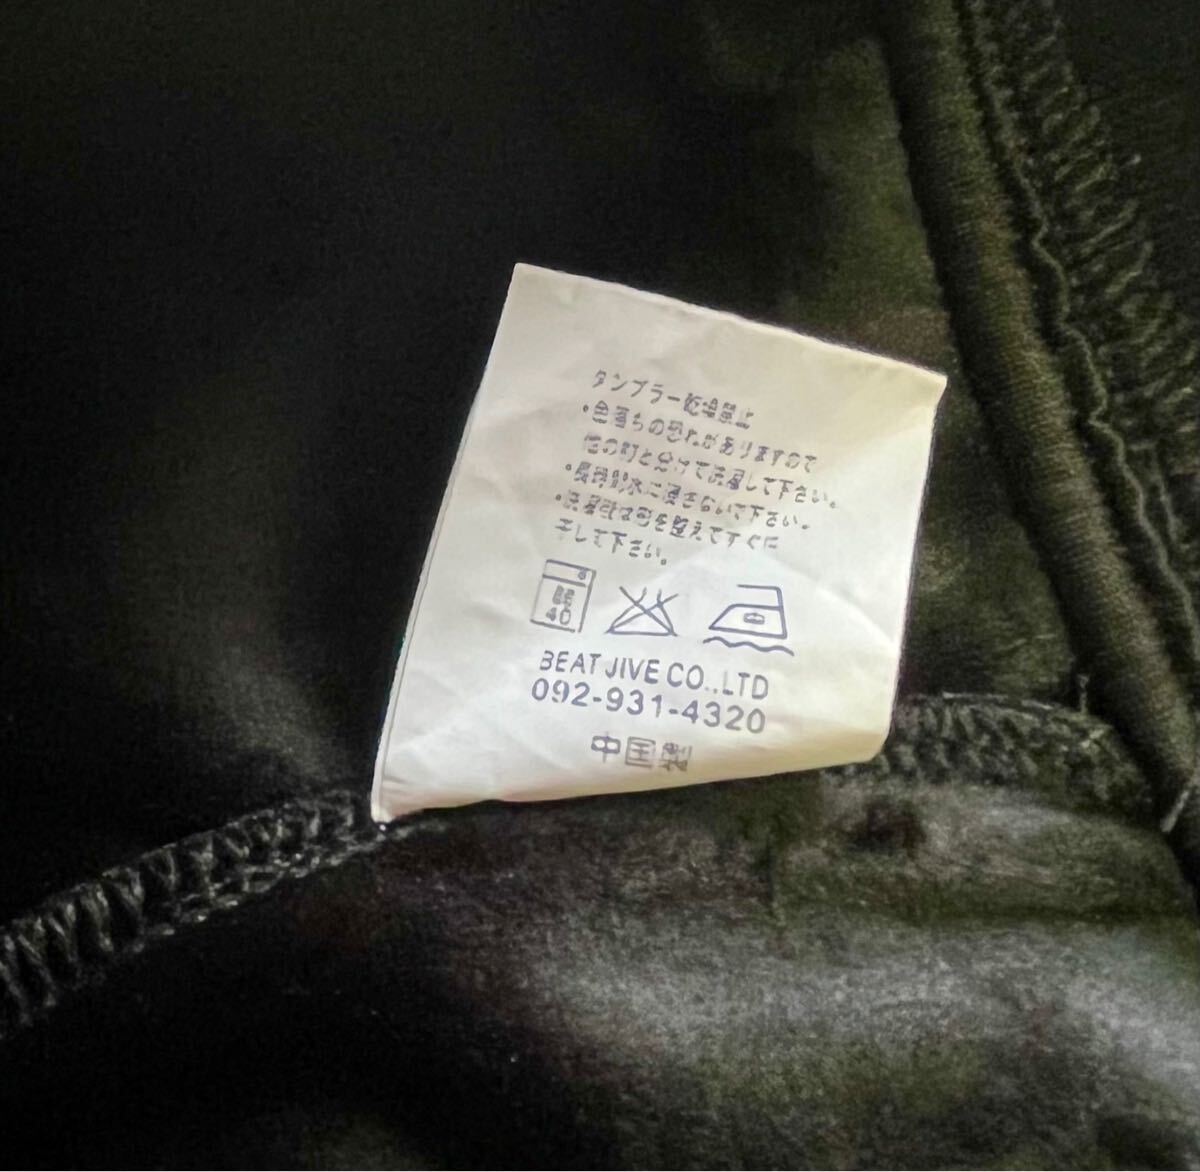 タンブラー乾燥禁止
・色落ちの恐れがありますので
他の物と分けて洗濯して下さい。
・長時間水に浸さないで下さい。
・洗濯後は形を整えてすぐに
干して下さい。
BEAT JIVE CO.,LTD
092-931-4320
中国製